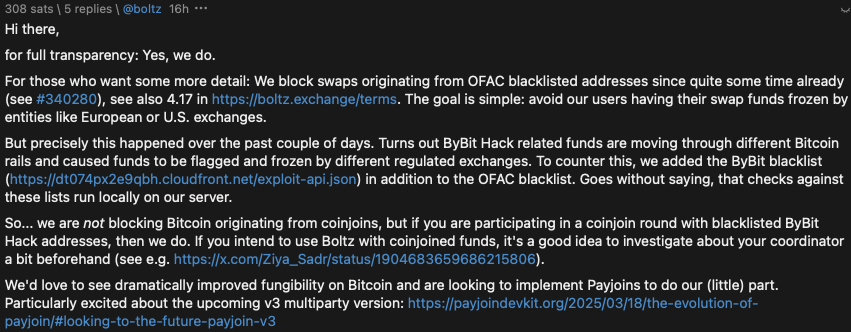 308 sats \ 5 replies \ @boltz 16h ···
Hi there,
for full transparency: Yes, we do.
For those who want some more detail: We block swaps originating from OFAC blacklisted addresses since quite some time already
(see #340280), see also 4.17 in https://boltz.exchange/terms. The goal is simple: avoid our users having their swap funds frozen by
entities like European or U.S. exchanges.
But precisely this happened over the past couple of days. Turns out ByBit Hack related funds are moving through different Bitcoin
rails and caused funds to be flagged and frozen by different regulated exchanges. To counter this, we added the ByBit blacklist
(https://dt074px2e9qbh.cloudfront.net/exploit-api.json) in addition to the OFAC blacklist. Goes without saying, that checks against
these lists run locally on our server.
So... we are not blocking Bitcoin originating from coinjoins, but if you are participating in a coinjoin round with blacklisted ByBit
Hack addresses, then we do. If you intend to use Boltz with coinjoined funds, it's a good idea to investigate about your coordinator
a bit beforehand (see e.g. https://x.com/Ziya_Sadr/status/1904683659686215806).
We'd love to see dramatically improved fungibility on Bitcoin and are looking to implement Payjoins to do our (little) part.
Particularly excited about the upcoming v3 multiparty version: https://payjoindevkit.org/2025/03/18/the-evolution-of-
payjoin/#looking-to-the-future-payjoin-v3